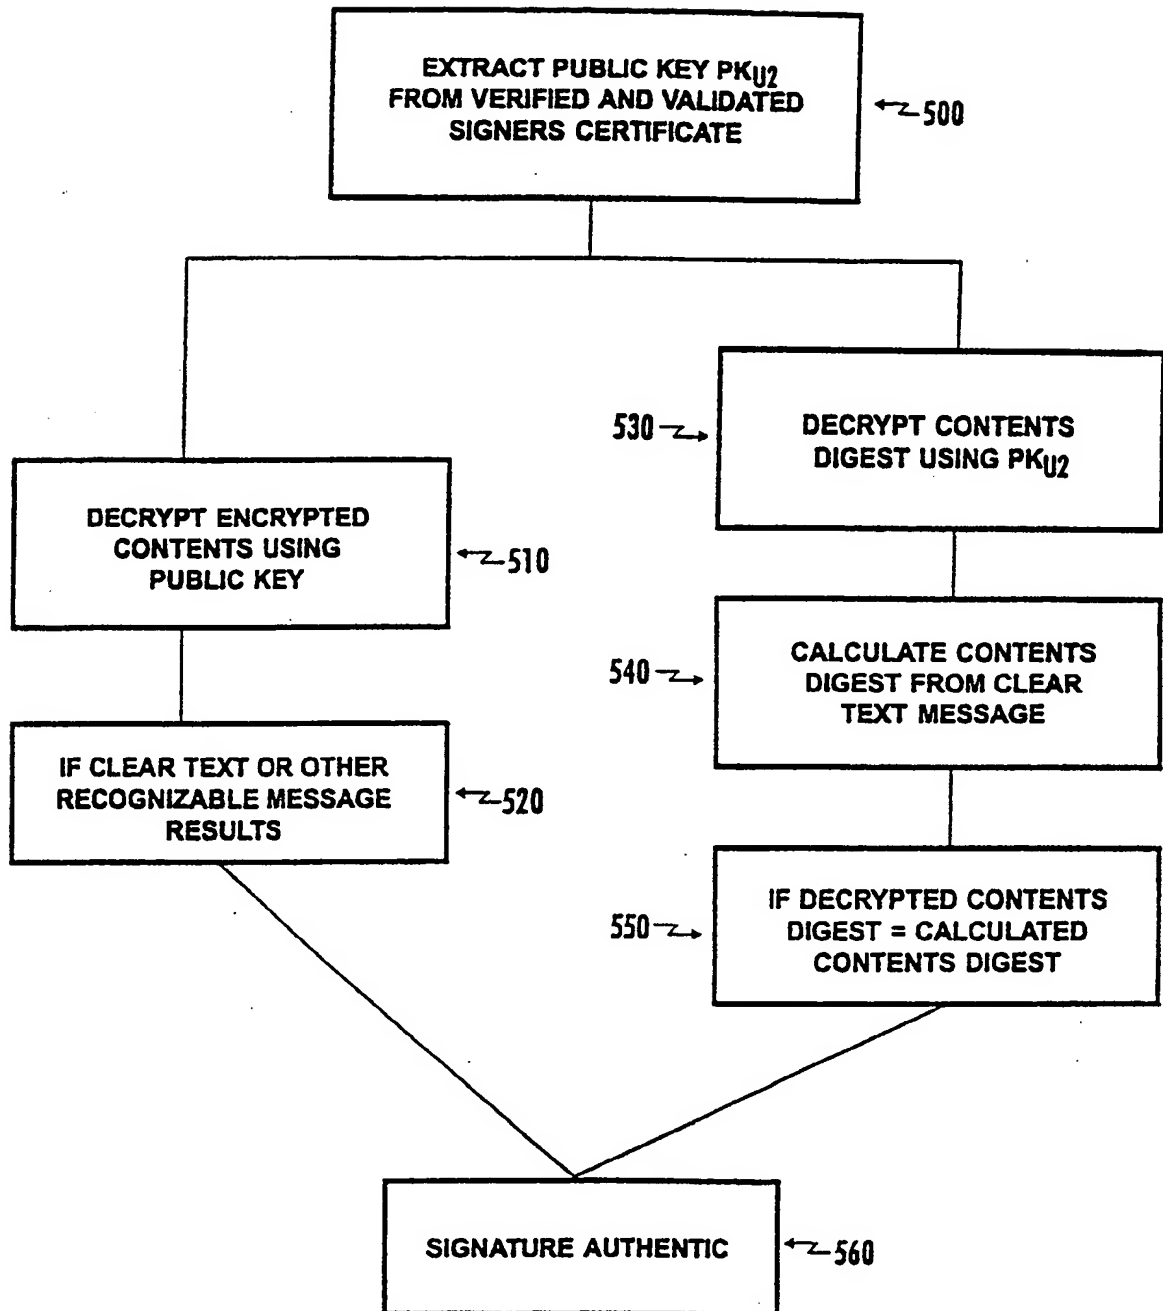 EXTRACT PUBLIC KEY PKU2
FROM VERIFIED AND VALIDATED
SIGNERS CERTIFICATE
500
530
DECRYPT CONTENTS
DIGEST USING PKU2
DECRYPT ENCRYPTED
CONTENTS USING
PUBLIC KEY
510
540
CALCULATE CONTENTS
DIGEST FROM CLEAR
TEXT MESSAGE
IF CLEAR TEXT OR OTHER
RECOGNIZABLE MESSAGE
RESULTS
520
550
IF DECRYPTED CONTENTS
DIGEST = CALCULATED
CONTENTS DIGEST
SIGNATURE AUTHENTIC
560